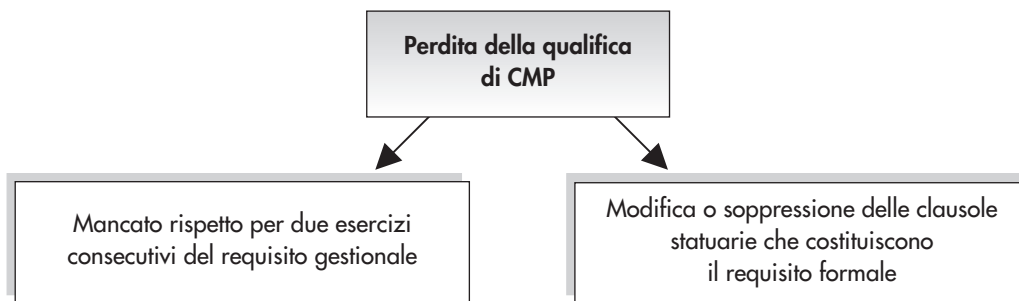 Perdita della qualifica
di CMP
Mancato rispetto per due esercizi
consecutivi del requisito gestionale
Modifica o soppressione delle clausole
statuarie che costituiscono
il requisito formale